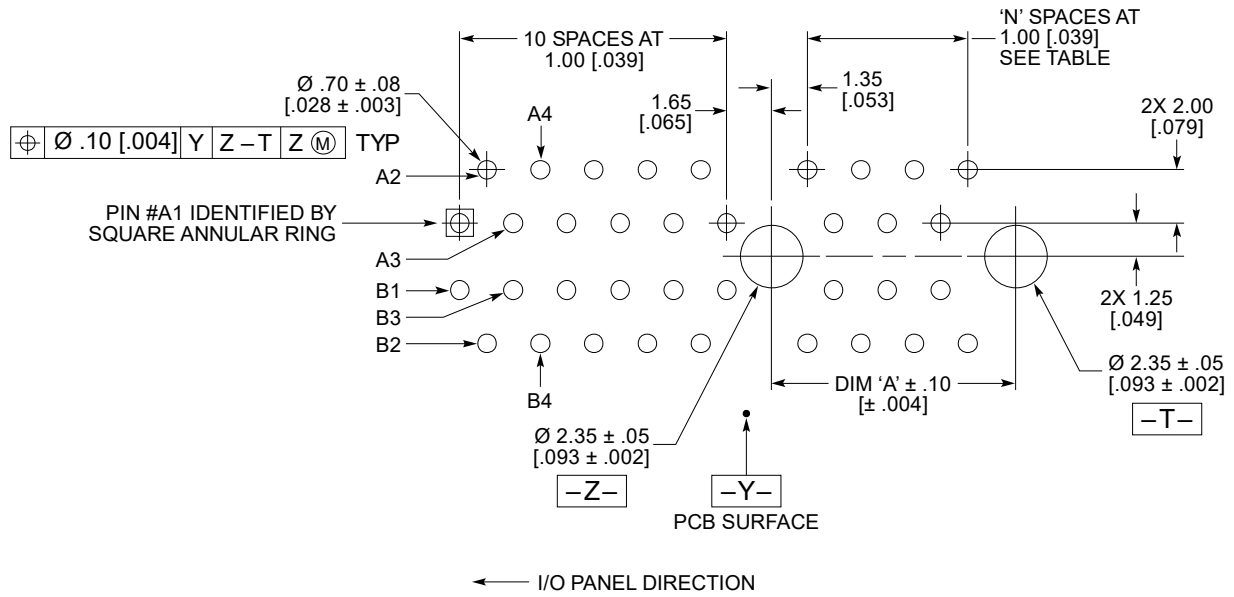 10 SPACES AT
1.00 [.039]
'N' SPACES AT
1.00 [.039]
SEE TABLE
Ø .70 ± .08
[.028 ± .003]
A4
1.65
[.065]
1.35
[.053]
2X 2.00
[.079]
Ø .10 [.004] Y Z –T Z Ⓜ TYP
A2
PIN #A1 IDENTIFIED BY
SQUARE ANNULAR RING
A3
B1
B3
B2
2X 1.25
[.049]
B4
DIM 'A' ± .10
[± .004]
Ø 2.35 ± .05
[.093 ± .002]
–T–
Ø 2.35 ± .05
[.093 ± .002]
–Z–
–Y–
PCB SURFACE
I/O PANEL DIRECTION